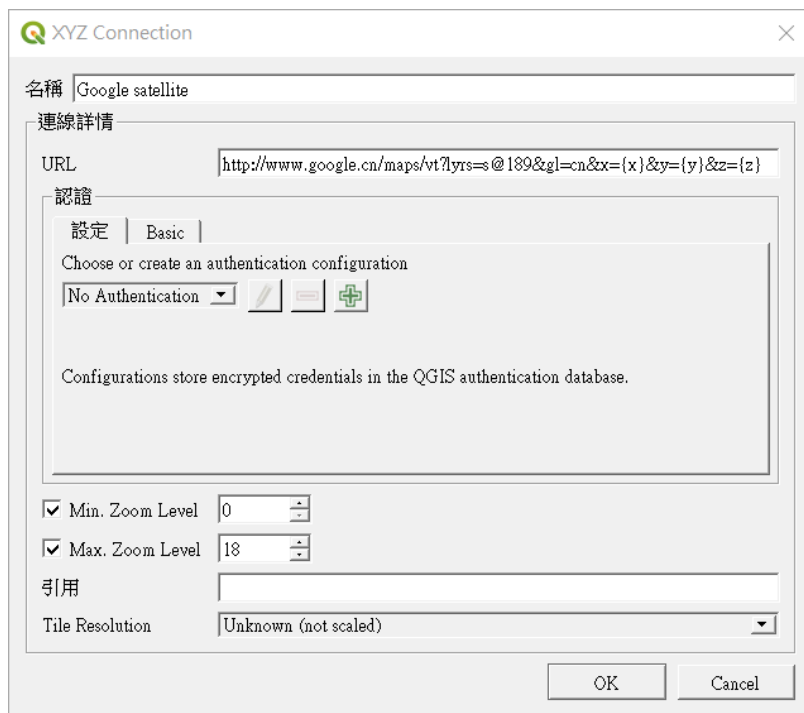 XYZ Connection
名稱 Google satellite
連線詳情
URL http://www.google.cn/maps/vt?lyrs=s@189&gl=cn&x={x}&y={y}&z={z}
認證
設定 Basic
Choose or create an authentication configuration
No Authentication
Configurations store encrypted credentials in the QGIS authentication database.
Min. Zoom Level 0
Max. Zoom Level 18
引用
Tile Resolution Unknown (not scaled)
OK Cancel